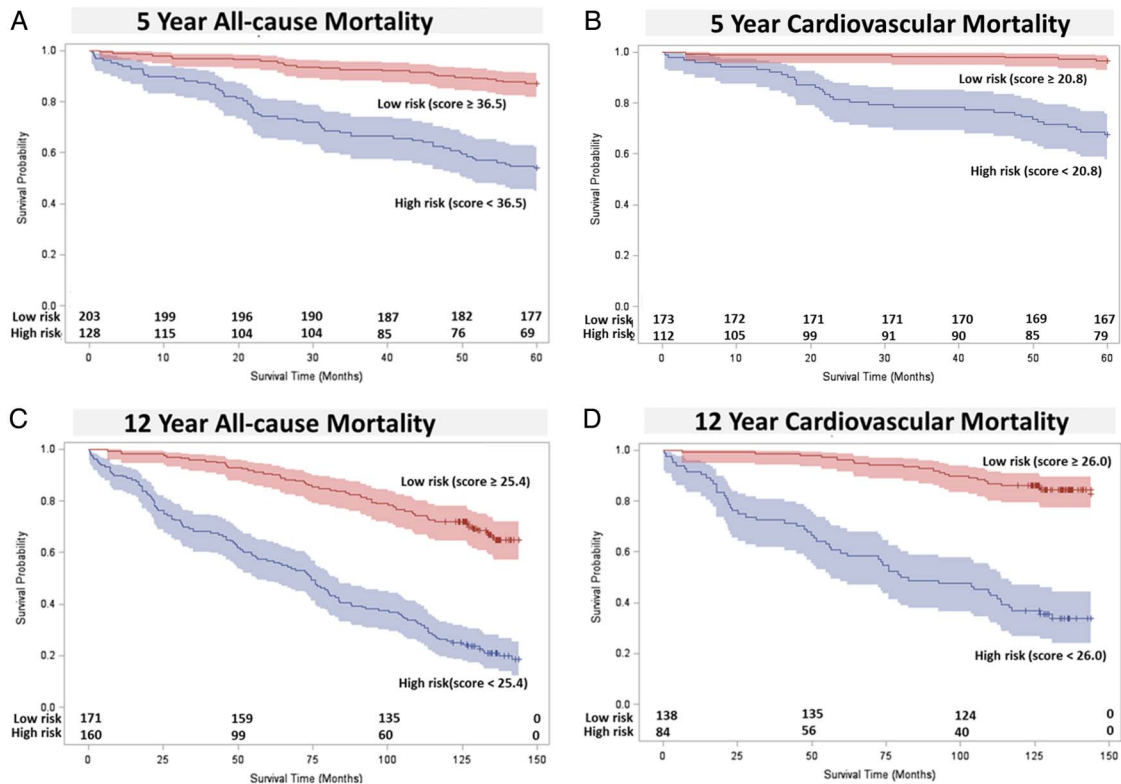 A
5 Year All-cause Mortality
1.0
0.8
0.6
0.4
0.2
0.0
Survival Probability
Low risk (score ≥ 36.5)
High risk (score < 36.5)
Low risk 203 199 196 190 187 182 177
High risk 128 115 104 104 85 76 69
0 10 20 30 40 50 60
Survival Time (Months)
B
5 Year Cardiovascular Mortality
1.0
0.8
0.6
0.4
0.2
0.0
Survival Probability
Low risk (score ≥ 20.8)
High risk (score < 20.8)
Low risk 173 172 171 171 170 169 167
High risk 112 105 99 91 90 85 79
0 10 20 30 40 50 60
Survival Time (Months)
C
12 Year All-cause Mortality
1.0
0.8
0.6
0.4
0.2
0.0
Survival Probability
Low risk (score ≥ 25.4)
High risk(score < 25.4)
Low risk 171 159 135 0
High risk 160 99 60 0
0 25 50 75 100 125 150
Survival Time (Months)
D
12 Year Cardiovascular Mortality
1.0
0.8
0.6
0.4
0.2
0.0
Survival Probability
Low risk (score ≥ 26.0)
High risk (score < 26.0)
Low risk 138 135 124 0
High risk 84 56 40 0
0 25 50 75 100 125 150
Survival Time (Months)